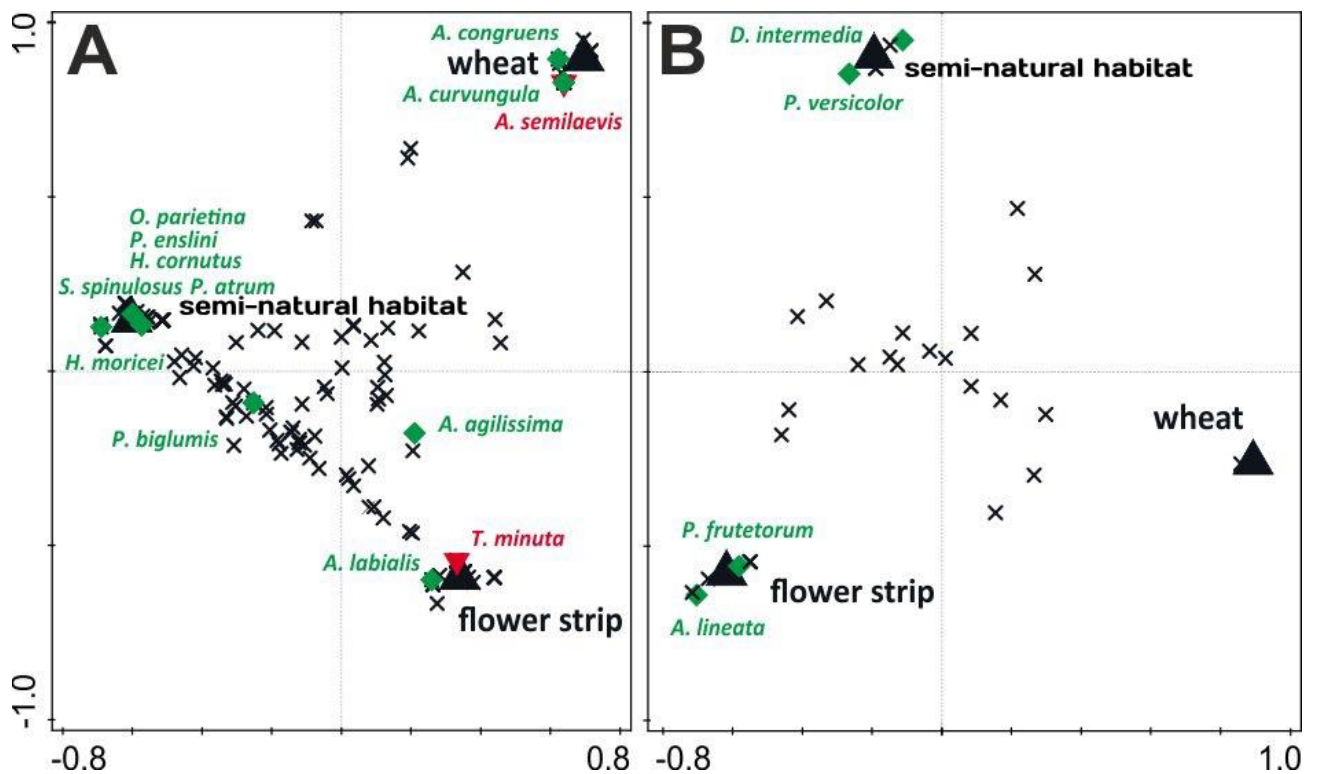 1.0
A
A. congruens
wheat
A. curvungula
A. semilaevis
O. parietina
P. enslini
H. cornutus
S. spinulosus P. atrum
semi-natural habitat
H. moricei
P. biglumis
A. agilissima
T. minuta
A. labialis
flower strip
-1.0
-0.8
0.8
B
D. intermedia
semi-natural habitat
P. versicolor
wheat
P. frutetorum
flower strip
A. lineata
-0.8
1.0